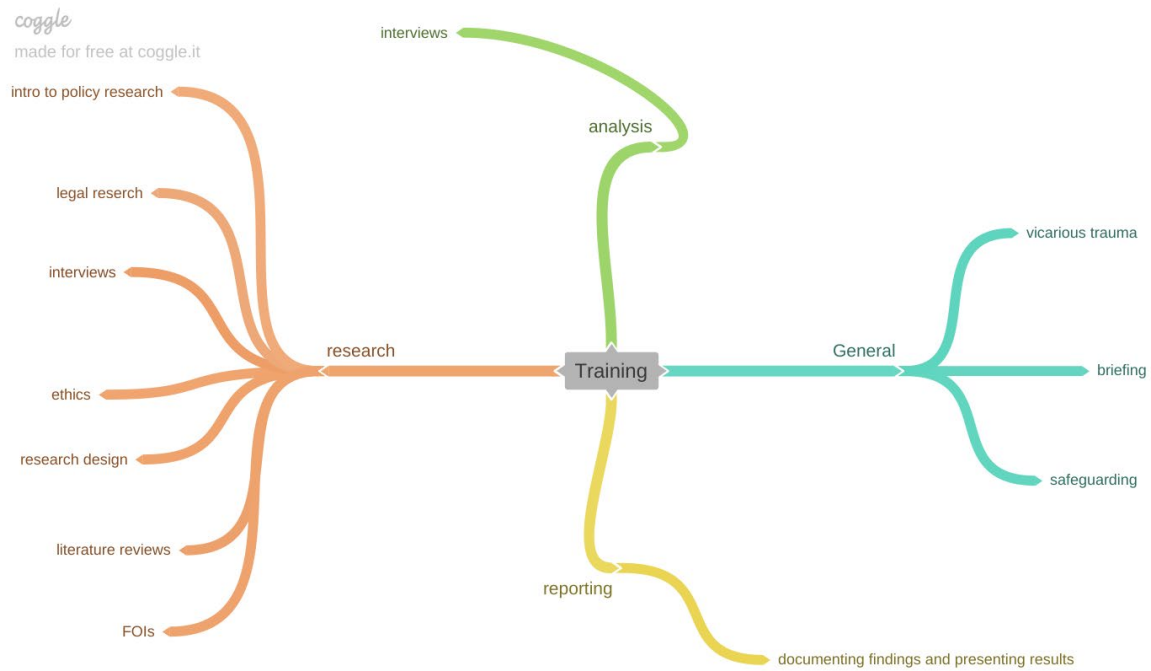 coggle
made for free at coggle.it
interviews
intro to policy research
analysis
legal reserch
vicarious trauma
interviews
research
Training
General
briefing
ethics
research design
safeguarding
literature reviews
reporting
FOIs
documenting findings and presenting results